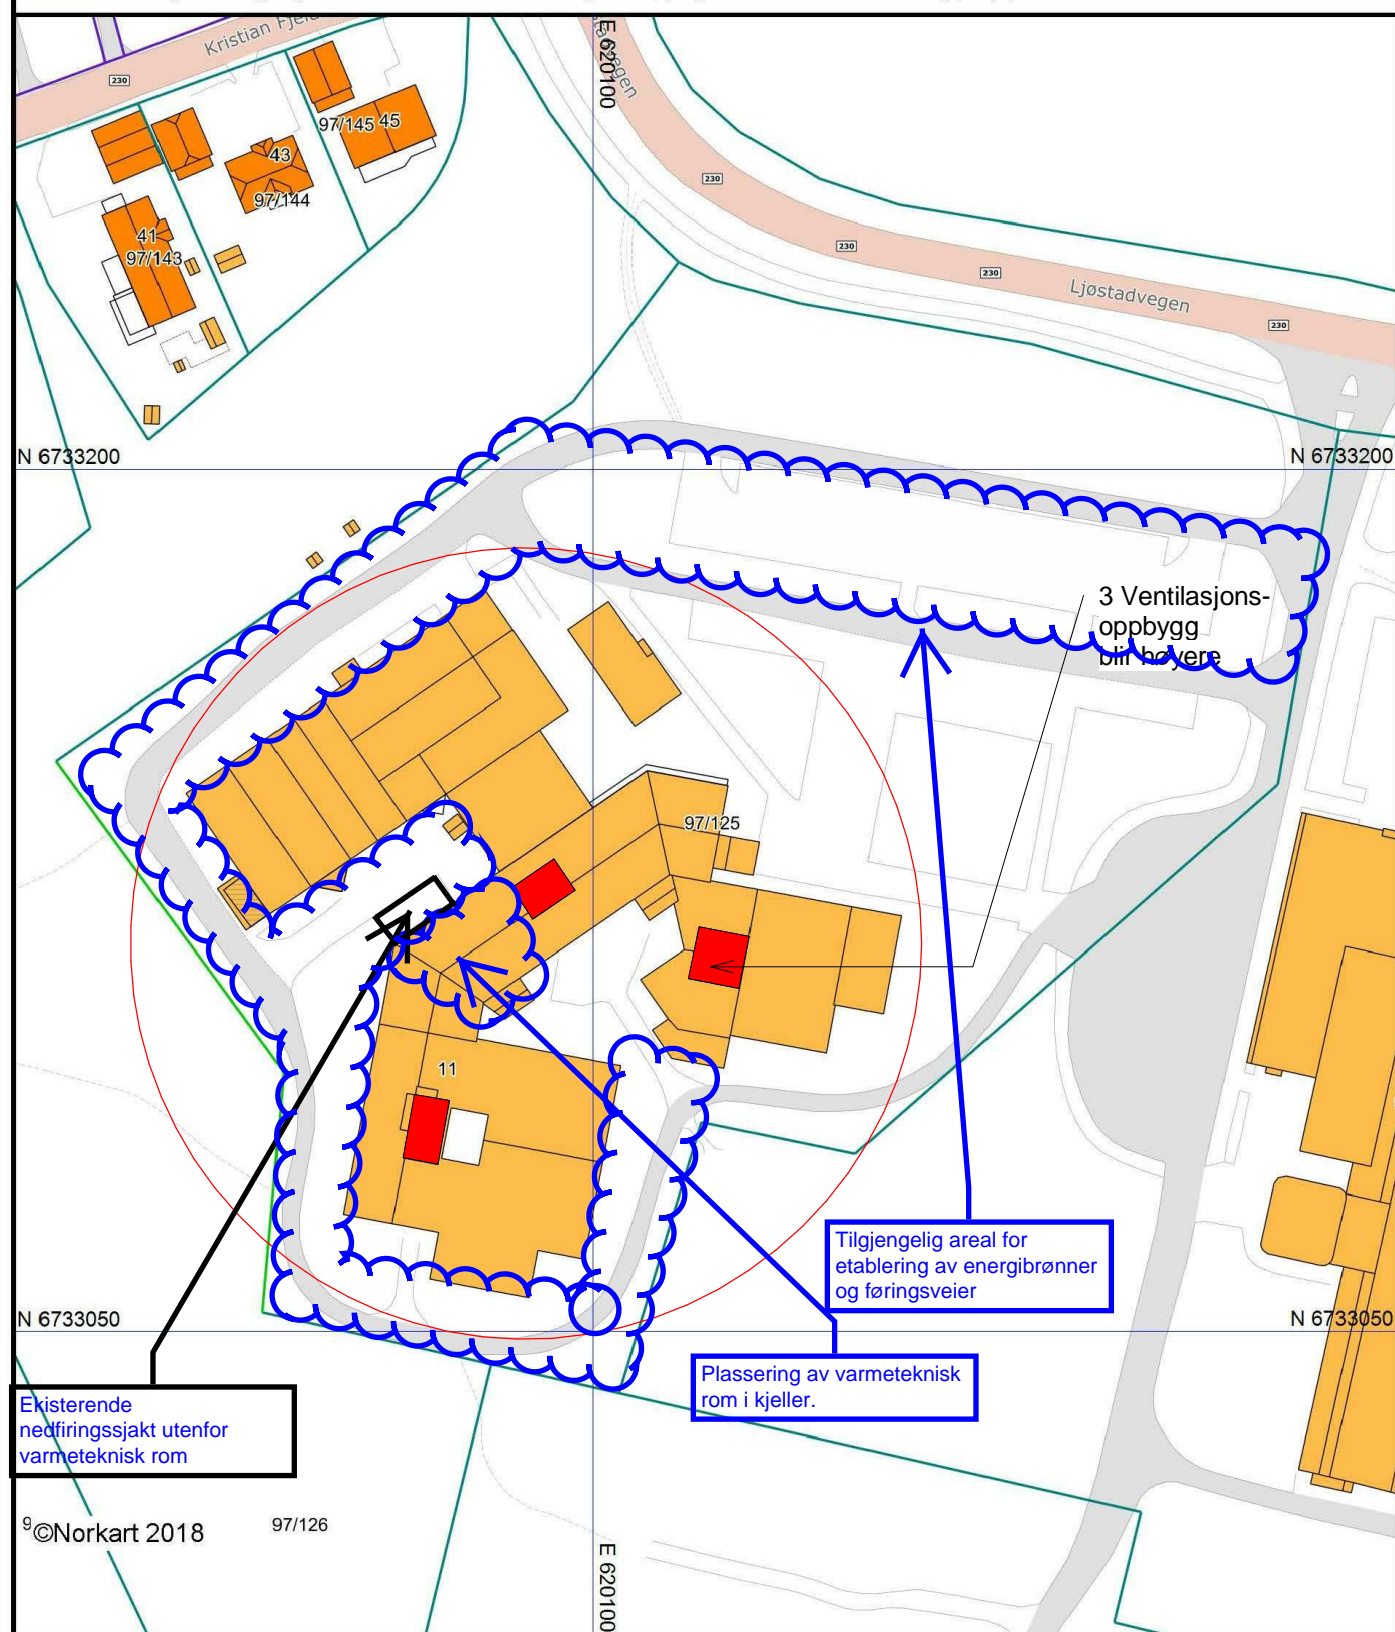 Kristian Fjeld
230
E 620100
97/145 45
43
97/144
41
97/143
230
230
230
Ljøstadvegen
230
N 6733200
N 6733200
3 Ventilasjons-
oppbygg
blir høyere
97/125
11
Tilgjengelig areal for
etablering av energibrønner
og føringsveier
N 6733050
N 6733050
Plassering av varmeteknisk
rom i kjeller.
Eksisterende
nedfiringssjakt utenfor
varmeteknisk rom
9
©Norkart 2018
97/126
E 620100